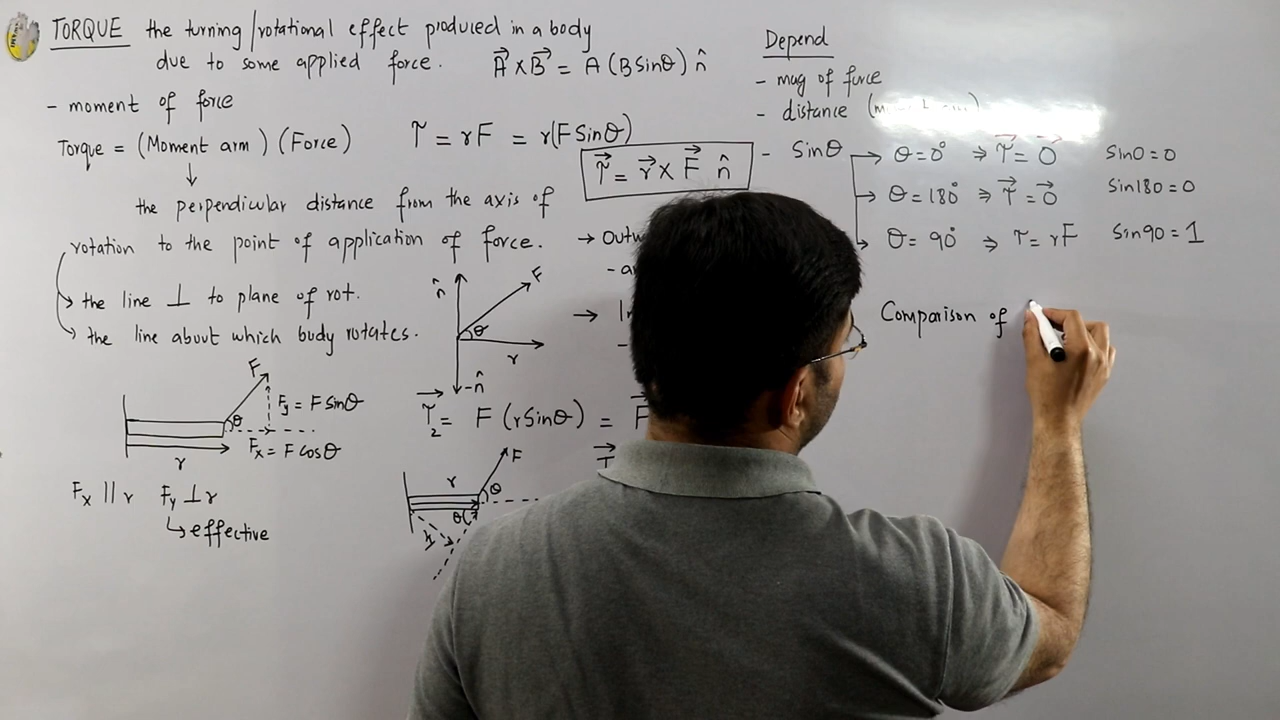 TORQUE the turning/rotational effect produced in a body
due to some applied force. A⃗ × B⃗ = A (B Sinθ) n̂
- moment of force
Torque = (Moment arm) (Force) τ = rF = r(F Sinθ)
τ⃗ = r⃗ × F⃗ n̂
↓
the perpendicular distance from the axis of
rotation to the point of application of force.
→ the line ⊥ to plane of rot.
→ the line about which body rotates.
F
θ
Fy = F sinθ
Fx = F cosθ
r
Fx || r Fy ⊥ r
↳ effective
n̂
F
θ
r
-n̂
τ⃗₂ = F (r Sinθ) = F
F
r
θ
θ
Depend
- mag of force
- distance
- Sinθ → θ = 0° ⇒ τ⃗ = 0⃗ Sin0 = 0
→ θ = 180° ⇒ τ⃗ = 0⃗ Sin180 = 0
→ θ = 90° ⇒ τ = rF Sin90 = 1
→
→
Comparison of